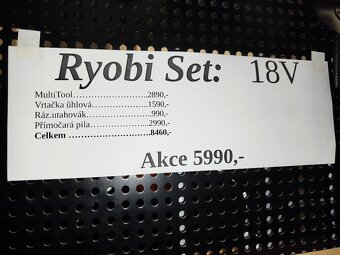 Ryobi Set: 18V
MultiTool........................2890,-
Vrtačka úhlová..................1590,-
Ráz.utahovák....................990,-
Přímočará pila...................2990,-
Celkem ..........................8460,-
Akce 5990,-